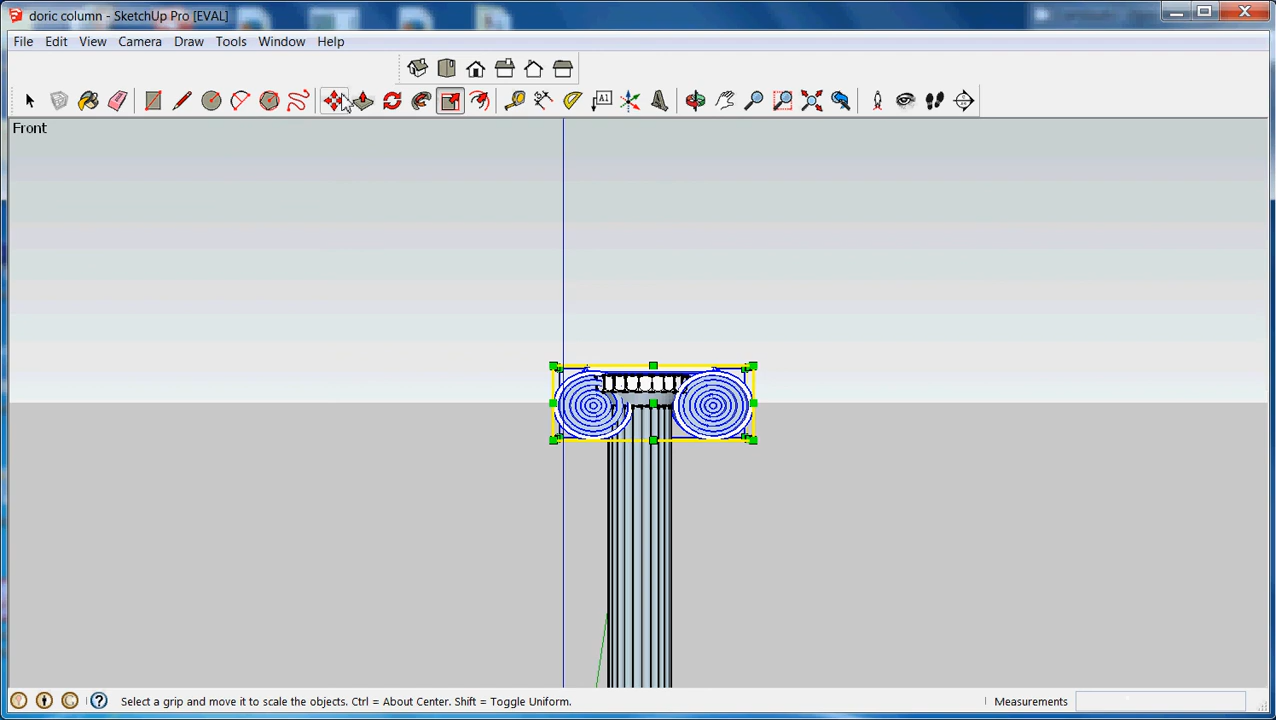 doric column - SketchUp Pro [EVAL]
File Edit View Camera Draw Tools Window Help
A1
Front
Select a grip and move it to scale the objects. Ctrl = About Center. Shift = Toggle Uniform.
Measurements